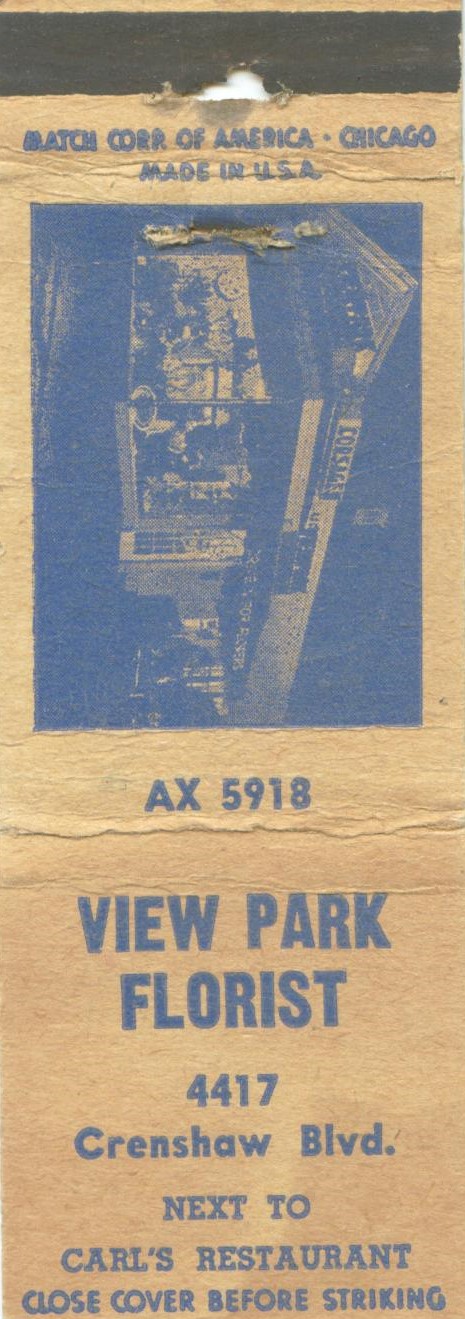 MATCH CORP. OF AMERICA · CHICAGO
MADE IN U.S.A.
AX 5918
VIEW PARK
FLORIST
4417
Crenshaw Blvd.
NEXT TO
CARL'S RESTAURANT
CLOSE COVER BEFORE STRIKING